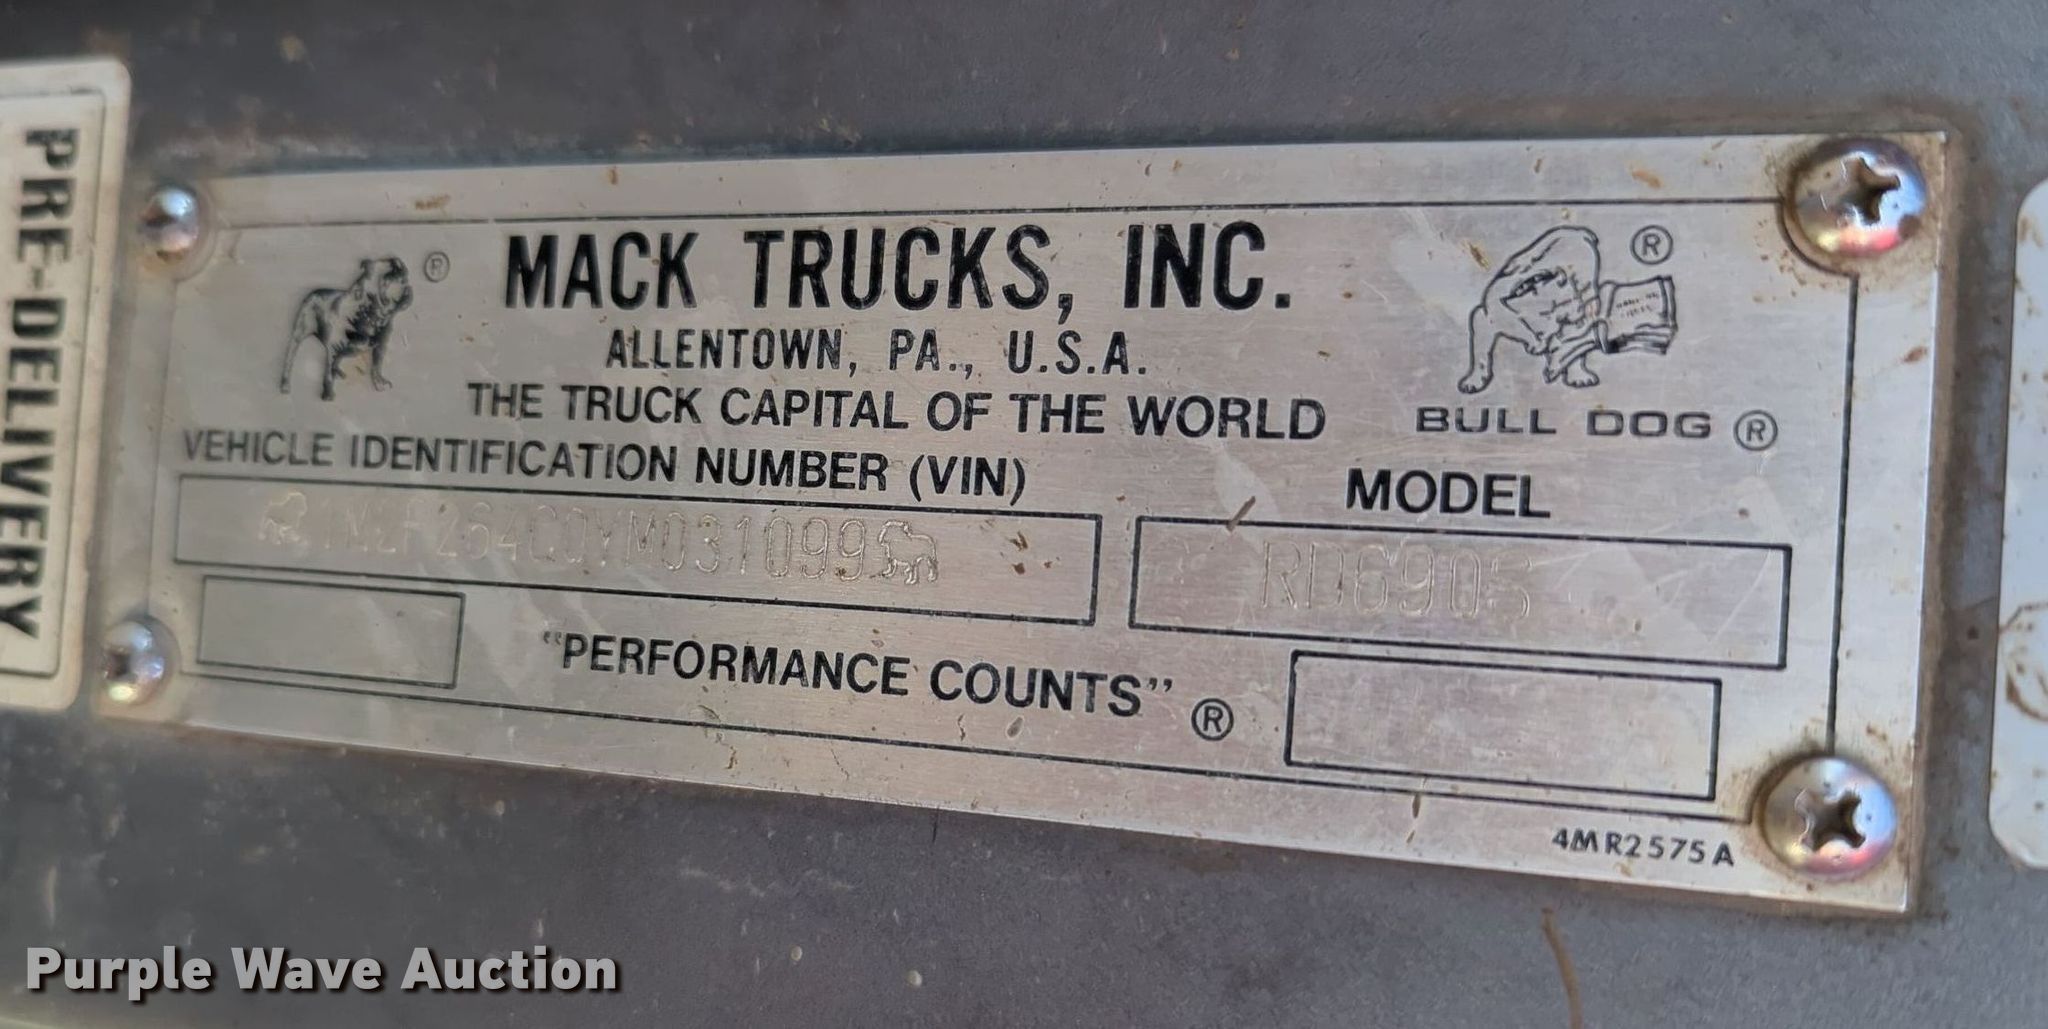 PRE-DELIVERY
MACK TRUCKS, INC.
ALLENTOWN, PA., U.S.A.
THE TRUCK CAPITAL OF THE WORLD
BULL DOG ®
VEHICLE IDENTIFICATION NUMBER (VIN)
MODEL
1M2P264C0YM031099
RD690S
"PERFORMANCE COUNTS" ®
4MR2575A
Purple Wave Auction